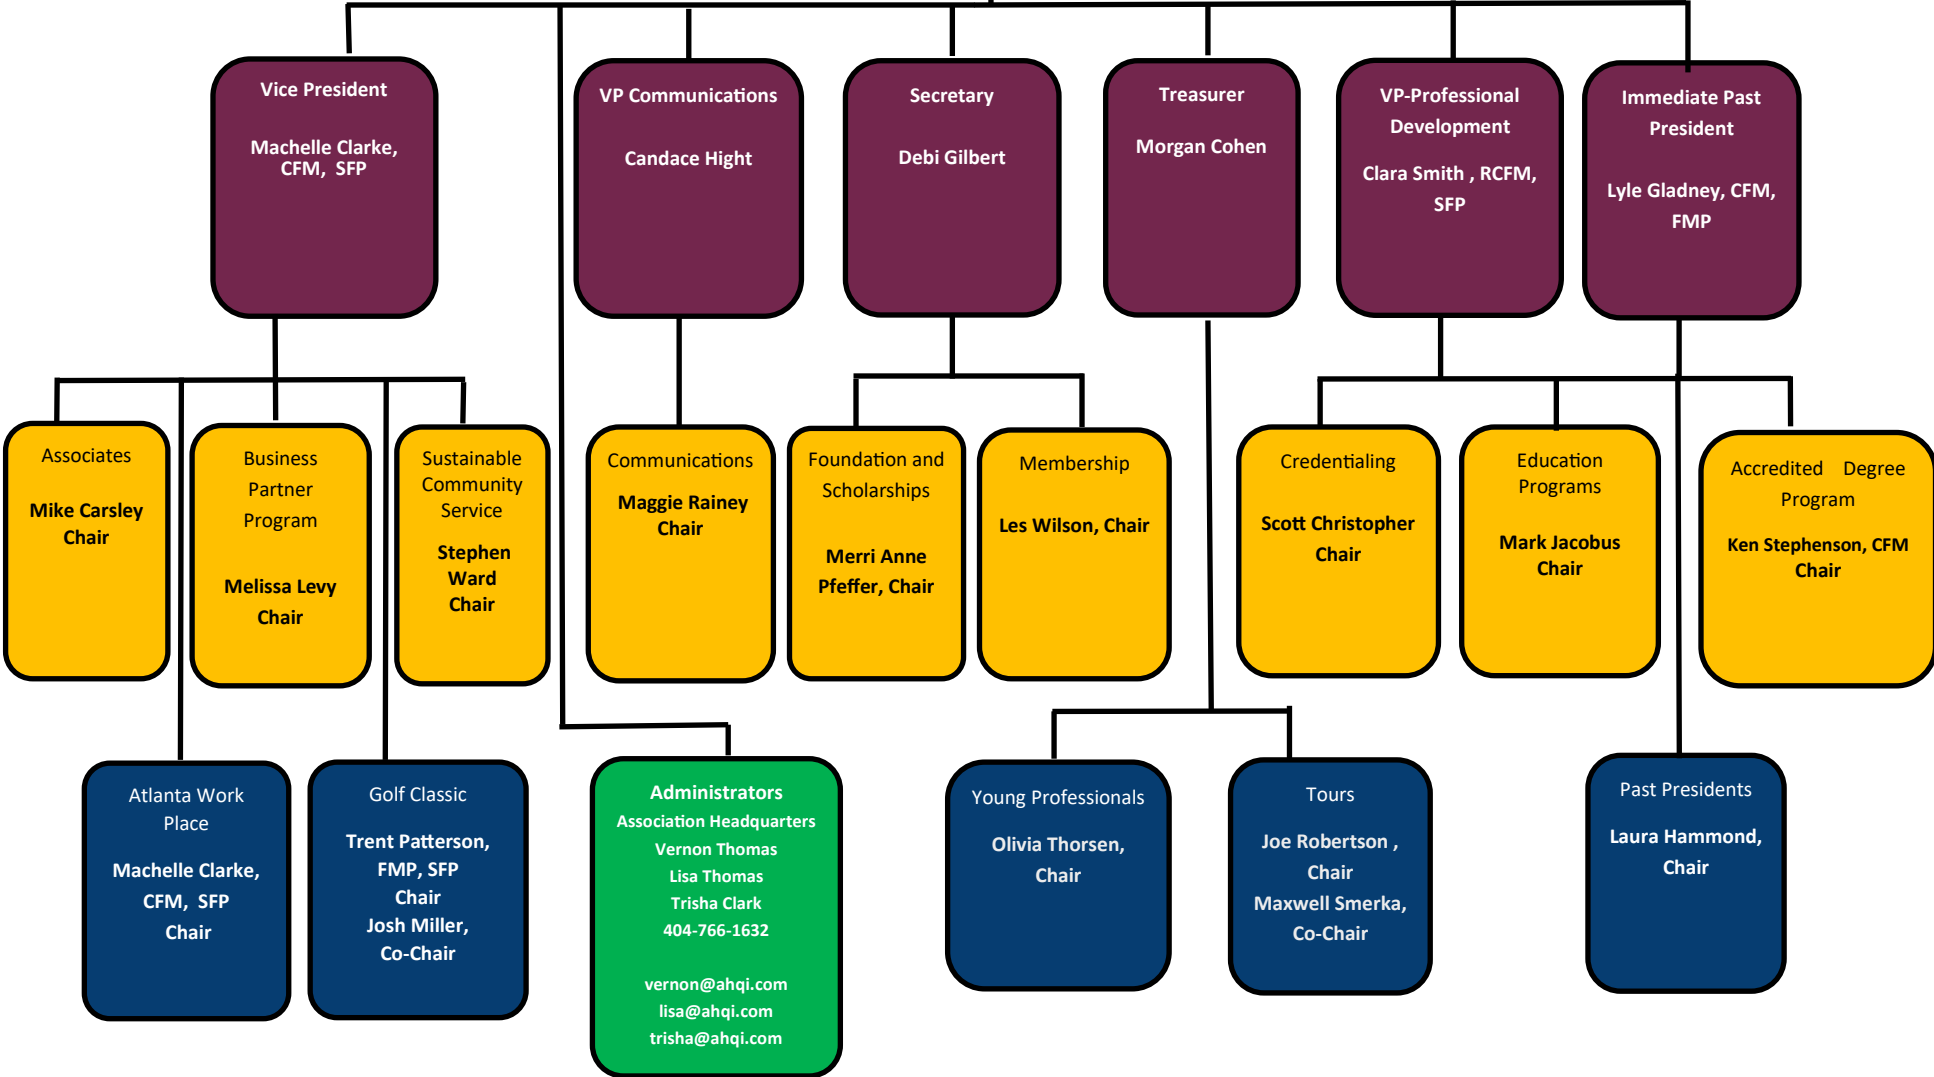 Vice President
Machelle Clarke,
CFM, SFP
VP Communications
Candace Hight
Secretary
Debi Gilbert
Treasurer
Morgan Cohen
VP-Professional
Development
Clara Smith , RCFM,
SFP
Immediate Past
President
Lyle Gladney, CFM,
FMP
Associates
Mike Carsley
Chair
Business
Partner
Program
Melissa Levy
Chair
Sustainable
Community
Service
Stephen
Ward
Chair
Communications
Maggie Rainey
Chair
Foundation and
Scholarships
Merri Anne
Pfeffer, Chair
Membership
Les Wilson, Chair
Credentialing
Scott Christopher
Chair
Education
Programs
Mark Jacobus
Chair
Accredited Degree
Program
Ken Stephenson, CFM
Chair
Atlanta Work
Place
Machelle Clarke,
CFM, SFP
Chair
Golf Classic
Trent Patterson,
FMP, SFP
Chair
Josh Miller,
Co-Chair
Administrators
Association Headquarters
Vernon Thomas
Lisa Thomas
Trisha Clark
404-766-1632
vernon@ahqi.com
lisa@ahqi.com
trisha@ahqi.com
Young Professionals
Olivia Thorsen,
Chair
Tours
Joe Robertson ,
Chair
Maxwell Smerka,
Co-Chair
Past Presidents
Laura Hammond,
Chair